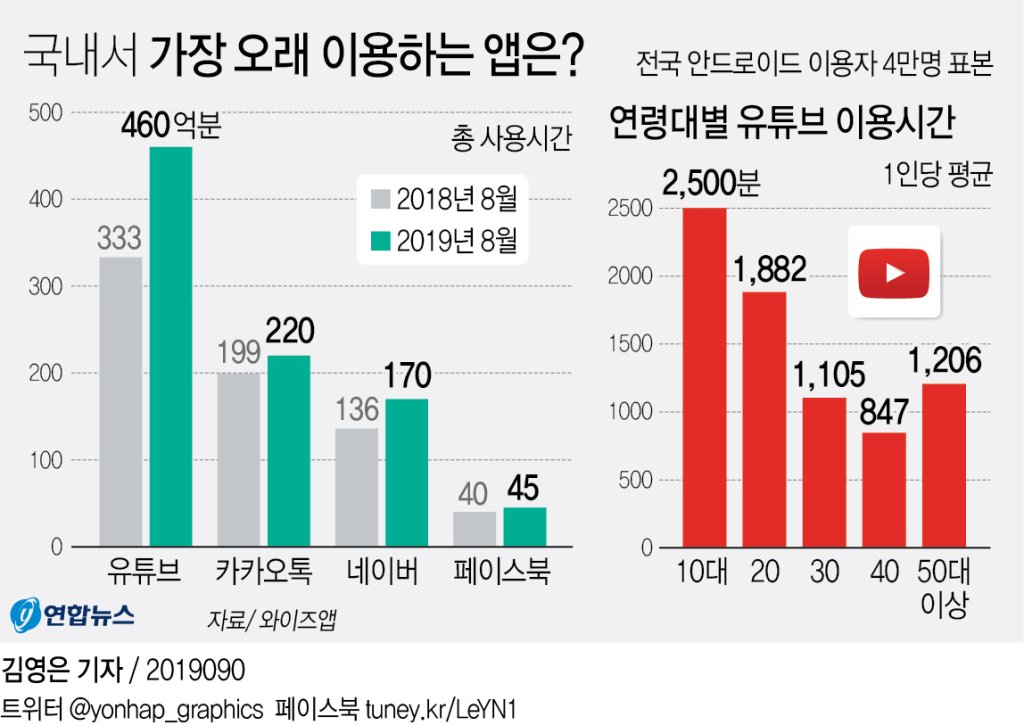 국내서 가장 오래 이용하는 앱은?
전국 안드로이드 이용자 4만명 표본
총 사용시간
2018년 8월
2019년 8월
500
400
300
200
100
0
333
460억분
199
220
136
170
40
45
유튜브
카카오톡
네이버
페이스북
연령대별 유튜브 이용시간
1인당 평균
2500
2000
1500
1000
500
0
2,500분
1,882
1,105
847
1,206
10대
20
30
40
50대
이상
연합뉴스
자료/ 와이즈앱
김영은 기자 / 2019090
트위터 @yonhap_graphics 페이스북 tuney.kr/LeYN1